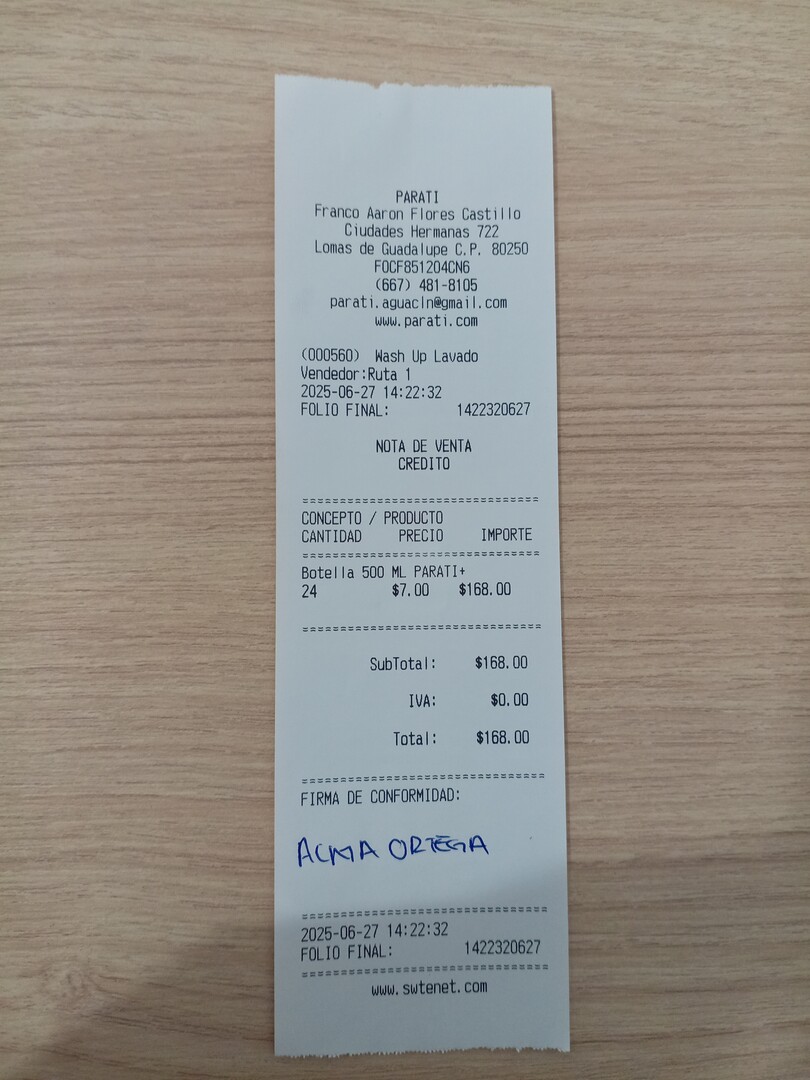 PARATI
Franco Aaron Flores Castillo
Ciudades Hermanas 722
Lomas de Guadalupe C.P. 80250
FOCF851204CN6
(667) 481-8105
parati.aguacln@gmail.com
www.parati.com
(000560) Wash Up Lavado
Vendedor:Ruta 1
2025-06-27 14:22:32
FOLIO FINAL: 1422320627
NOTA DE VENTA
CREDITO
==============================
CONCEPTO / PRODUCTO
CANTIDAD PRECIO IMPORTE
==============================
Botella 500 ML PARATI+
24 $7.00 $168.00
==============================
SubTotal: $168.00
IVA: $0.00
Total: $168.00
==============================
FIRMA DE CONFORMIDAD:
ALMA ORTEGA
==============================
2025-06-27 14:22:32
FOLIO FINAL: 1422320627
==============================
www.swtenet.com